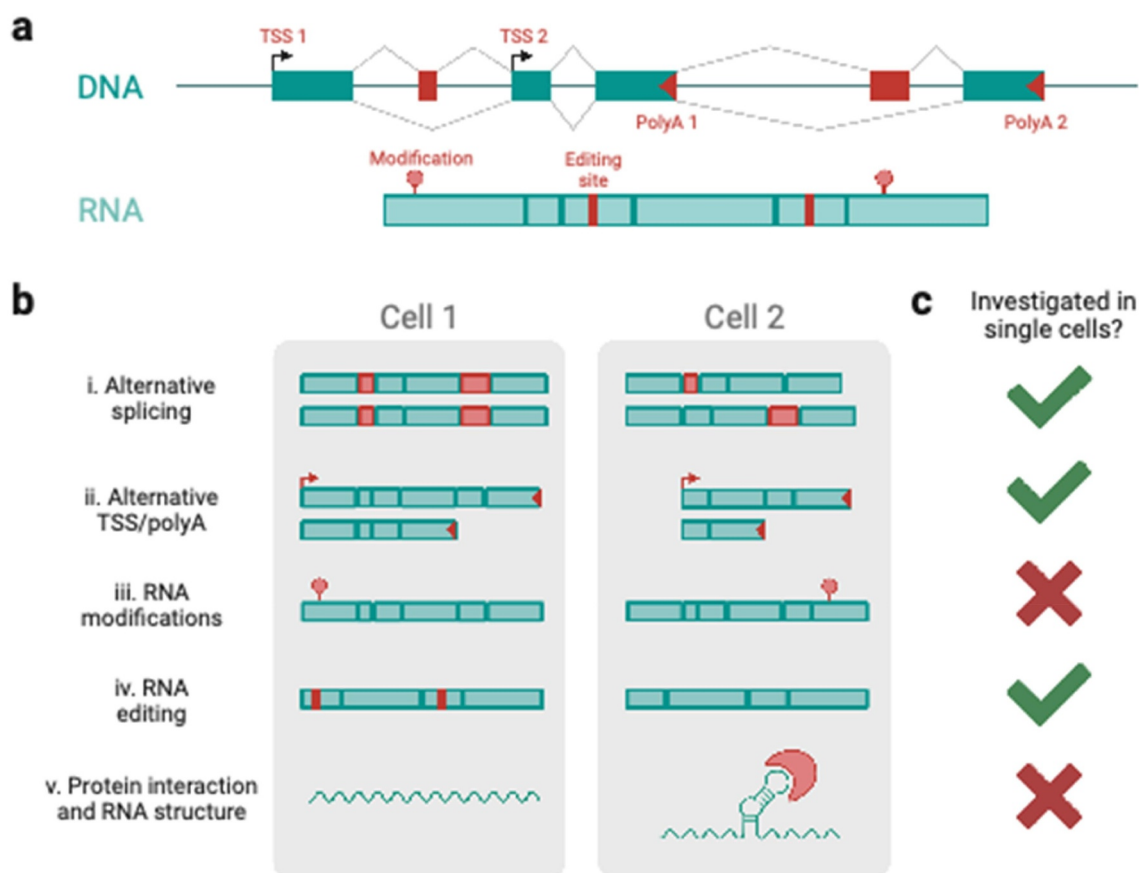 a
TSS 1
TSS 2
DNA
PolyA 1
PolyA 2
Modification
Editing
site
RNA
b
Cell 1
Cell 2
c
Investigated in
single cells?
i. Alternative
splicing
ii. Alternative
TSS/polyA
iii. RNA
modifications
iv. RNA
editing
v. Protein interaction
and RNA structure